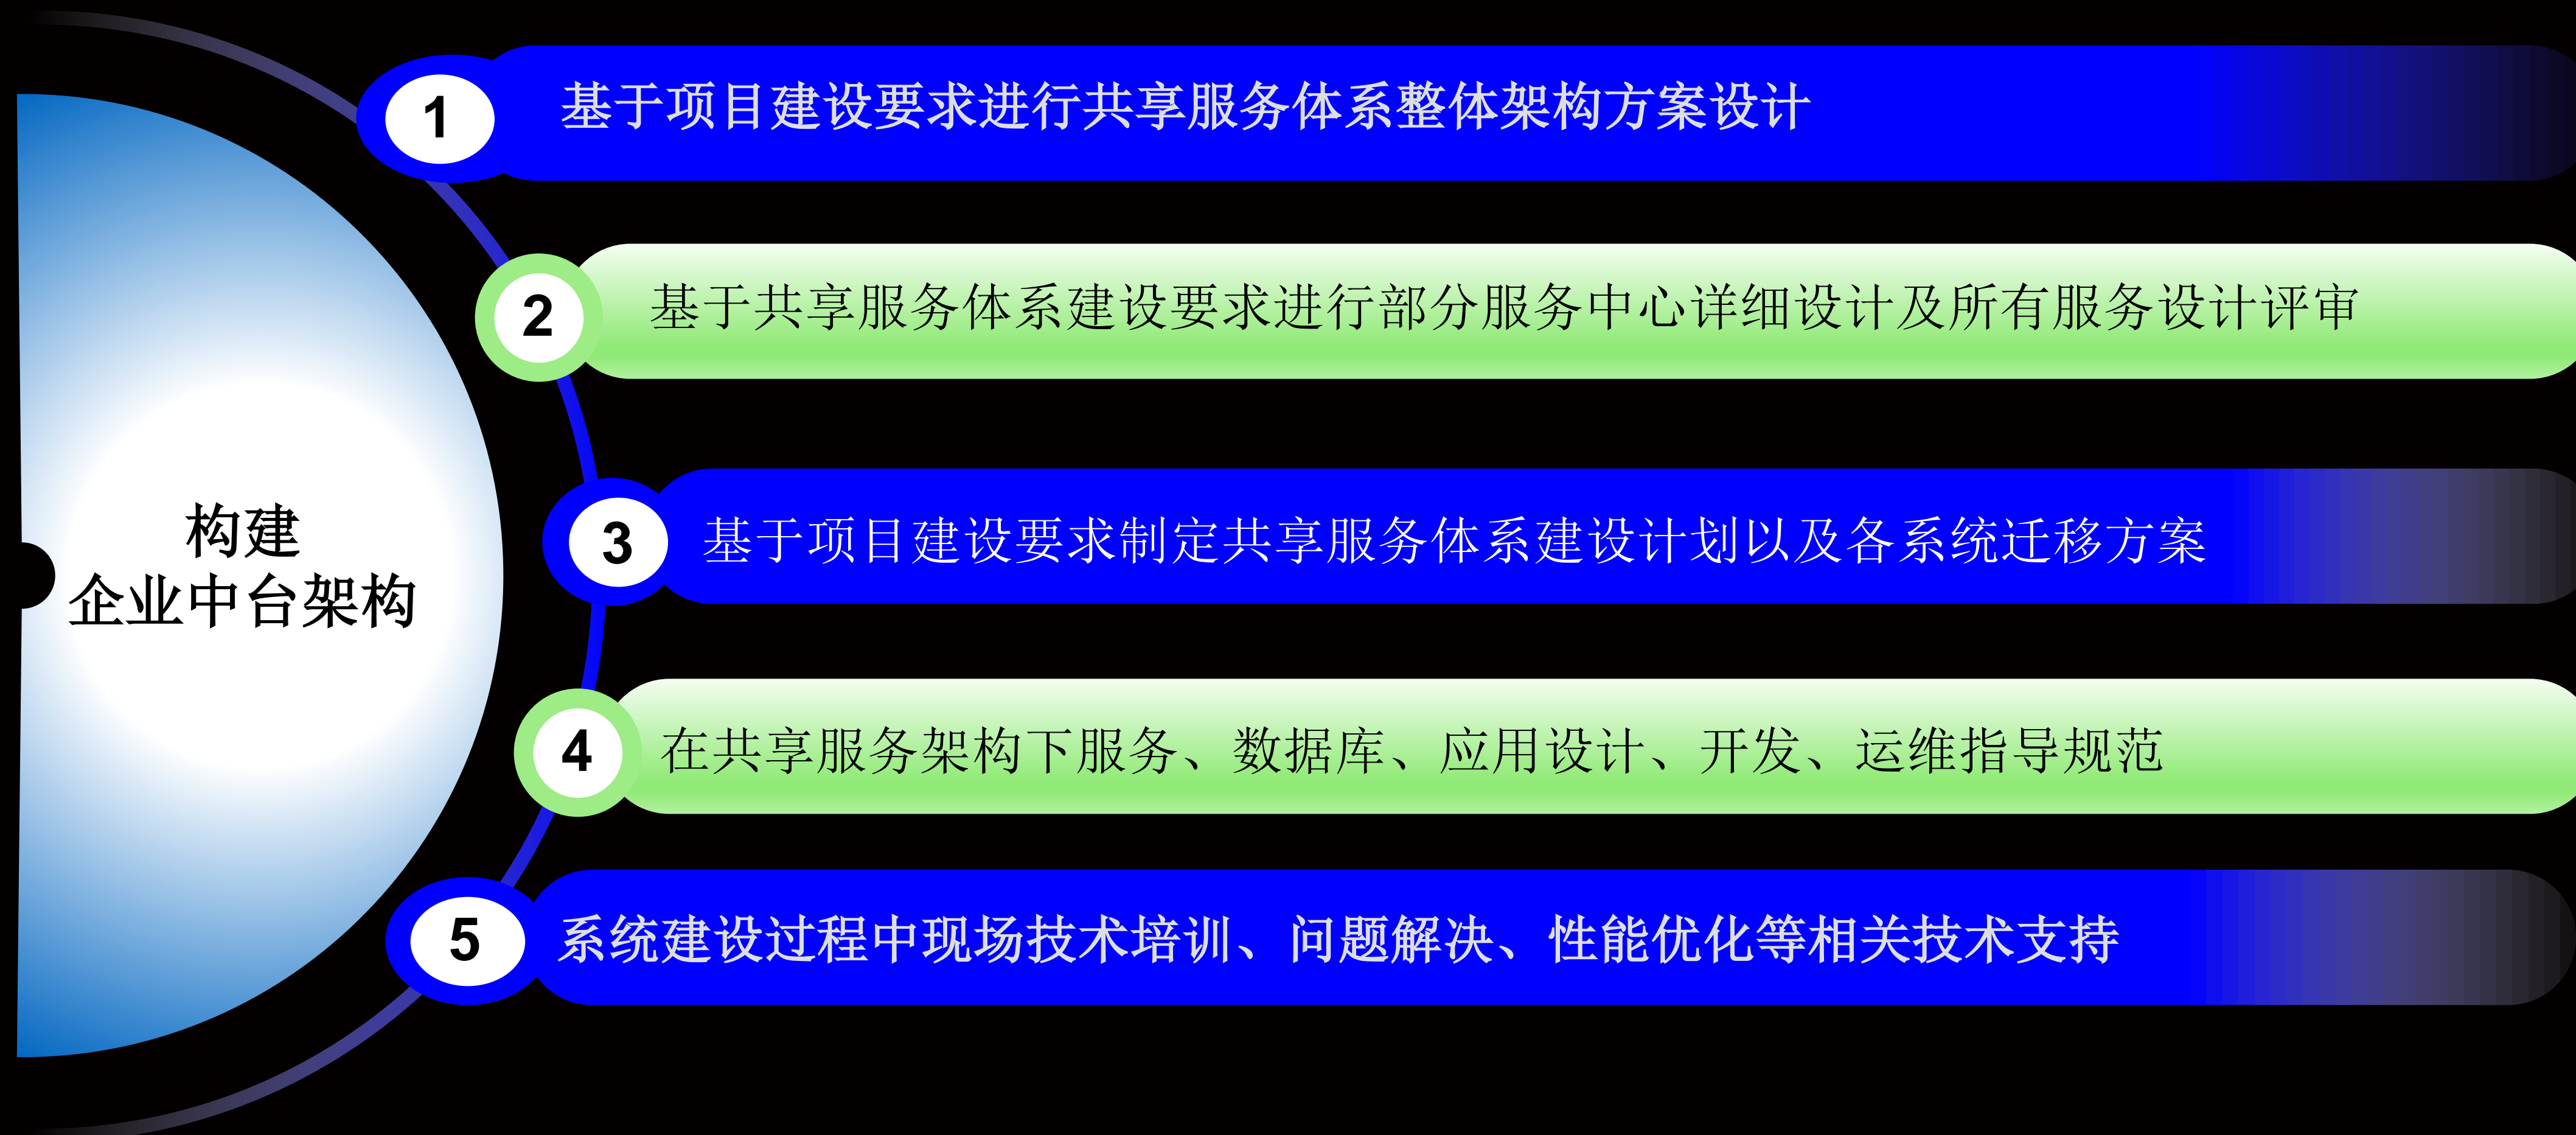 构建
企业中台架构
1
基于项目建设要求进行共享服务体系整体架构方案设计
2
基于共享服务体系建设要求进行部分服务中心详细设计及所有服务设计评审
3
基于项目建设要求制定共享服务体系建设计划以及各系统迁移方案
4
在共享服务架构下服务、数据库、应用设计、开发、运维指导规范
5
系统建设过程中现场技术培训、问题解决、性能优化等相关技术支持